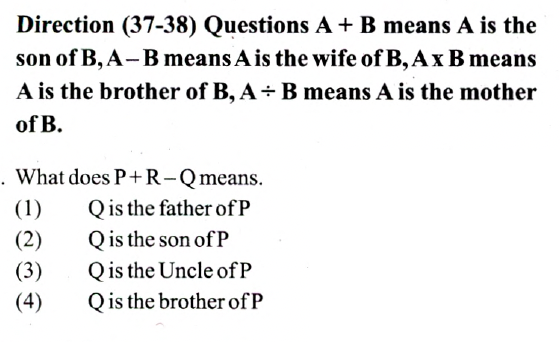 Direction (37-38) Questions A + B means A is the
son of B, A – B means A is the wife of B, A x B means
A is the brother of B, A ÷ B means A is the mother
of B.
. What does P + R – Q means.
(1) Q is the father of P
(2) Q is the son of P
(3) Q is the Uncle of P
(4) Q is the brother of P